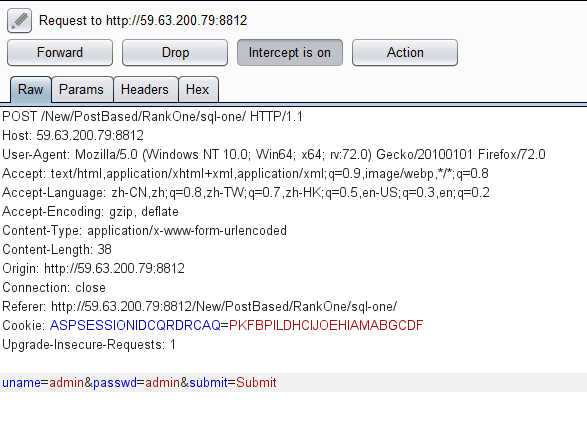 Request to http://59.63.200.79:8812
Forward Drop Intercept is on Action
Raw Params Headers Hex
POST /New/PostBased/RankOne/sql-one/ HTTP/1.1
Host: 59.63.200.79:8812
User-Agent: Mozilla/5.0 (Windows NT 10.0; Win64; x64; rv:72.0) Gecko/20100101 Firefox/72.0
Accept: text/html,application/xhtml+xml,application/xml;q=0.9,image/webp,*/*;q=0.8
Accept-Language: zh-CN,zh;q=0.8,zh-TW;q=0.7,zh-HK;q=0.5,en-US;q=0.3,en;q=0.2
Accept-Encoding: gzip, deflate
Content-Type: application/x-www-form-urlencoded
Content-Length: 38
Origin: http://59.63.200.79:8812
Connection: close
Referer: http://59.63.200.79:8812/New/PostBased/RankOne/sql-one/
Cookie: ASPSESSIONIDCQRDRCAQ=PKFBPILDHCIJOEHIAMABGCDF
Upgrade-Insecure-Requests: 1
uname=admin&passwd=admin&submit=Submit